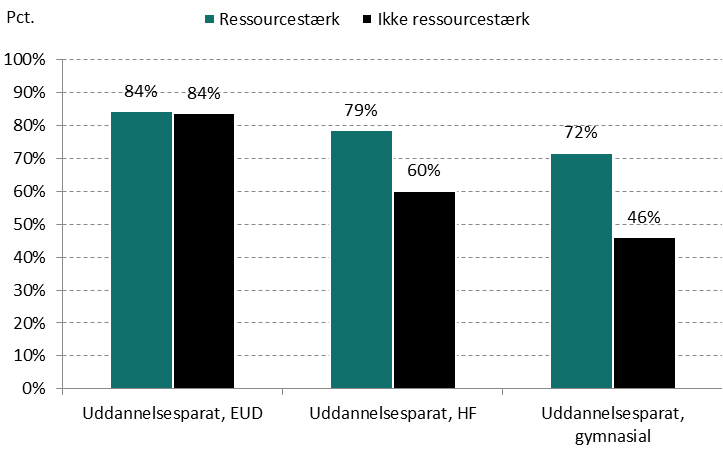 Pct.
Ressourcestærk Ikke ressourcestærk
100%
90%
80%
70%
60%
50%
40%
30%
20%
10%
0%
84% 84%
79%
60%
72%
46%
Uddannelsesparat, EUD
Uddannelsesparat, HF
Uddannelsesparat,
gymnasial